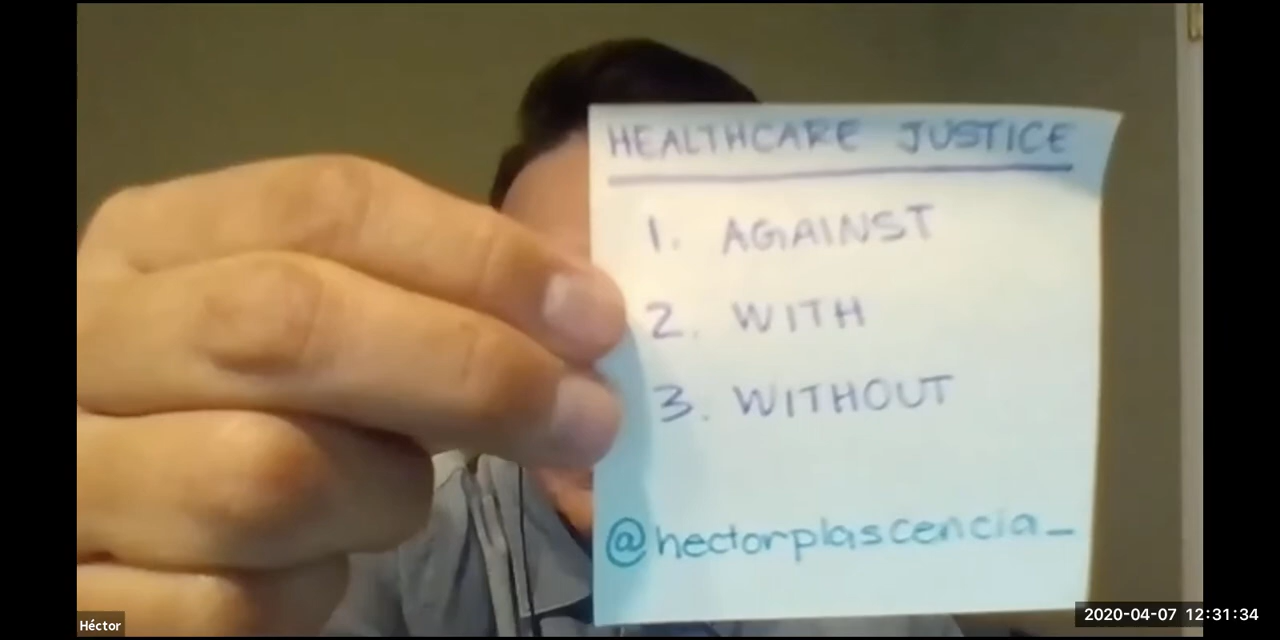 HEALTHCARE JUSTICE
1. AGAINST
2. WITH
3. WITHOUT
@hectorplascencia_
Héctor
2020-04-07 12:31:34